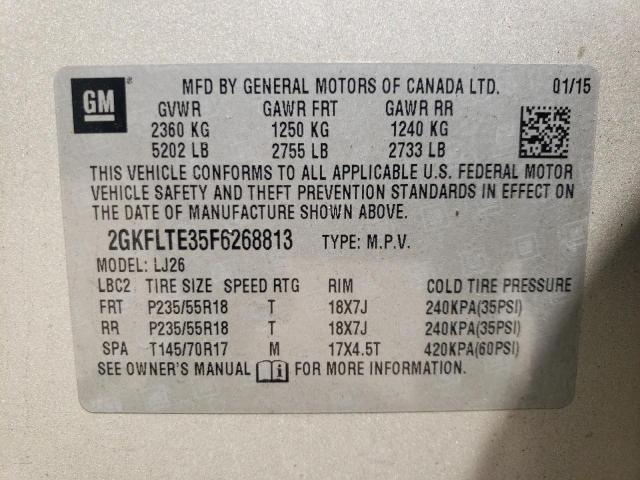 GM MFD BY GENERAL MOTORS OF CANADA LTD. 01/15
GVWR GAWR FRT GAWR RR
2360 KG 1250 KG 1240 KG
5202 LB 2755 LB 2733 LB
THIS VEHICLE CONFORMS TO ALL APPLICABLE U.S. FEDERAL MOTOR
VEHICLE SAFETY AND THEFT PREVENTION STANDARDS IN EFFECT ON
THE DATE OF MANUFACTURE SHOWN ABOVE.
2GKFLTE35F6268813 TYPE: M.P.V.
MODEL: LJ26
LBC2 TIRE SIZE SPEED RTG RIM COLD TIRE PRESSURE
FRT P235/55R18 T 18X7J 240KPA(35PSI)
RR P235/55R18 T 18X7J 240KPA(35PSI)
SPA T145/70R17 M 17X4.5T 420KPA(60PSI)
SEE OWNER'S MANUAL i FOR MORE INFORMATION.